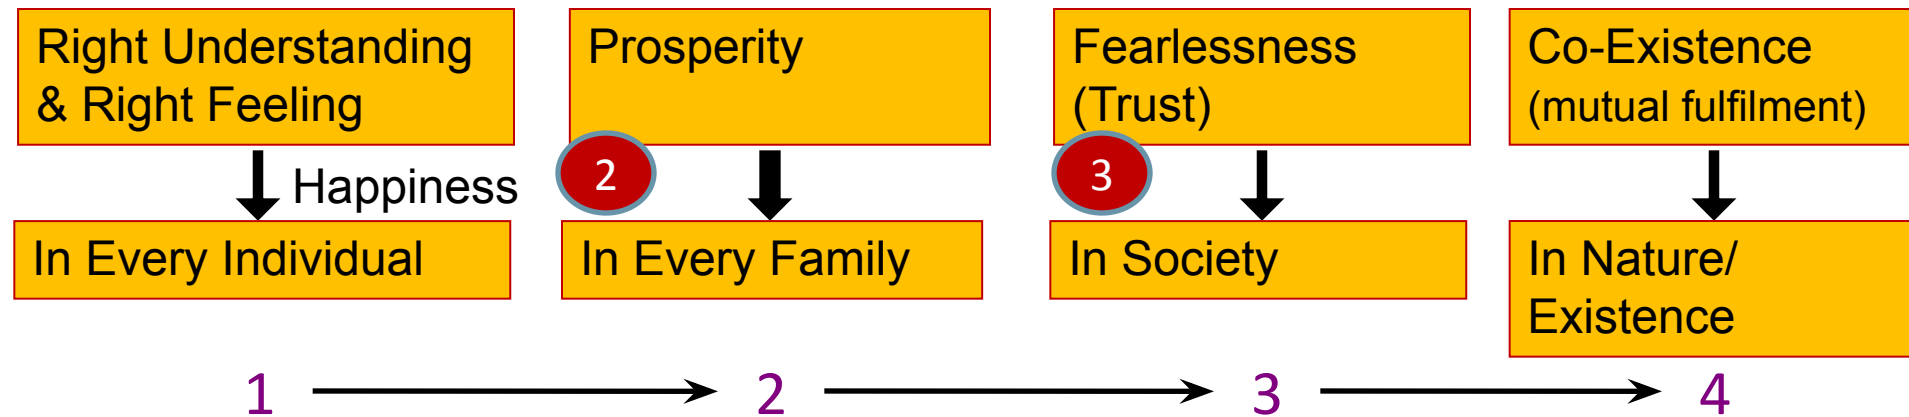 Right Understanding
& Right Feeling
Prosperity
Fearlessness
(Trust)
Co-Existence
(mutual fulfilment)
Happiness
2
3
In Every Individual
In Every Family
In Society
In Nature/
Existence
1
2
3
4